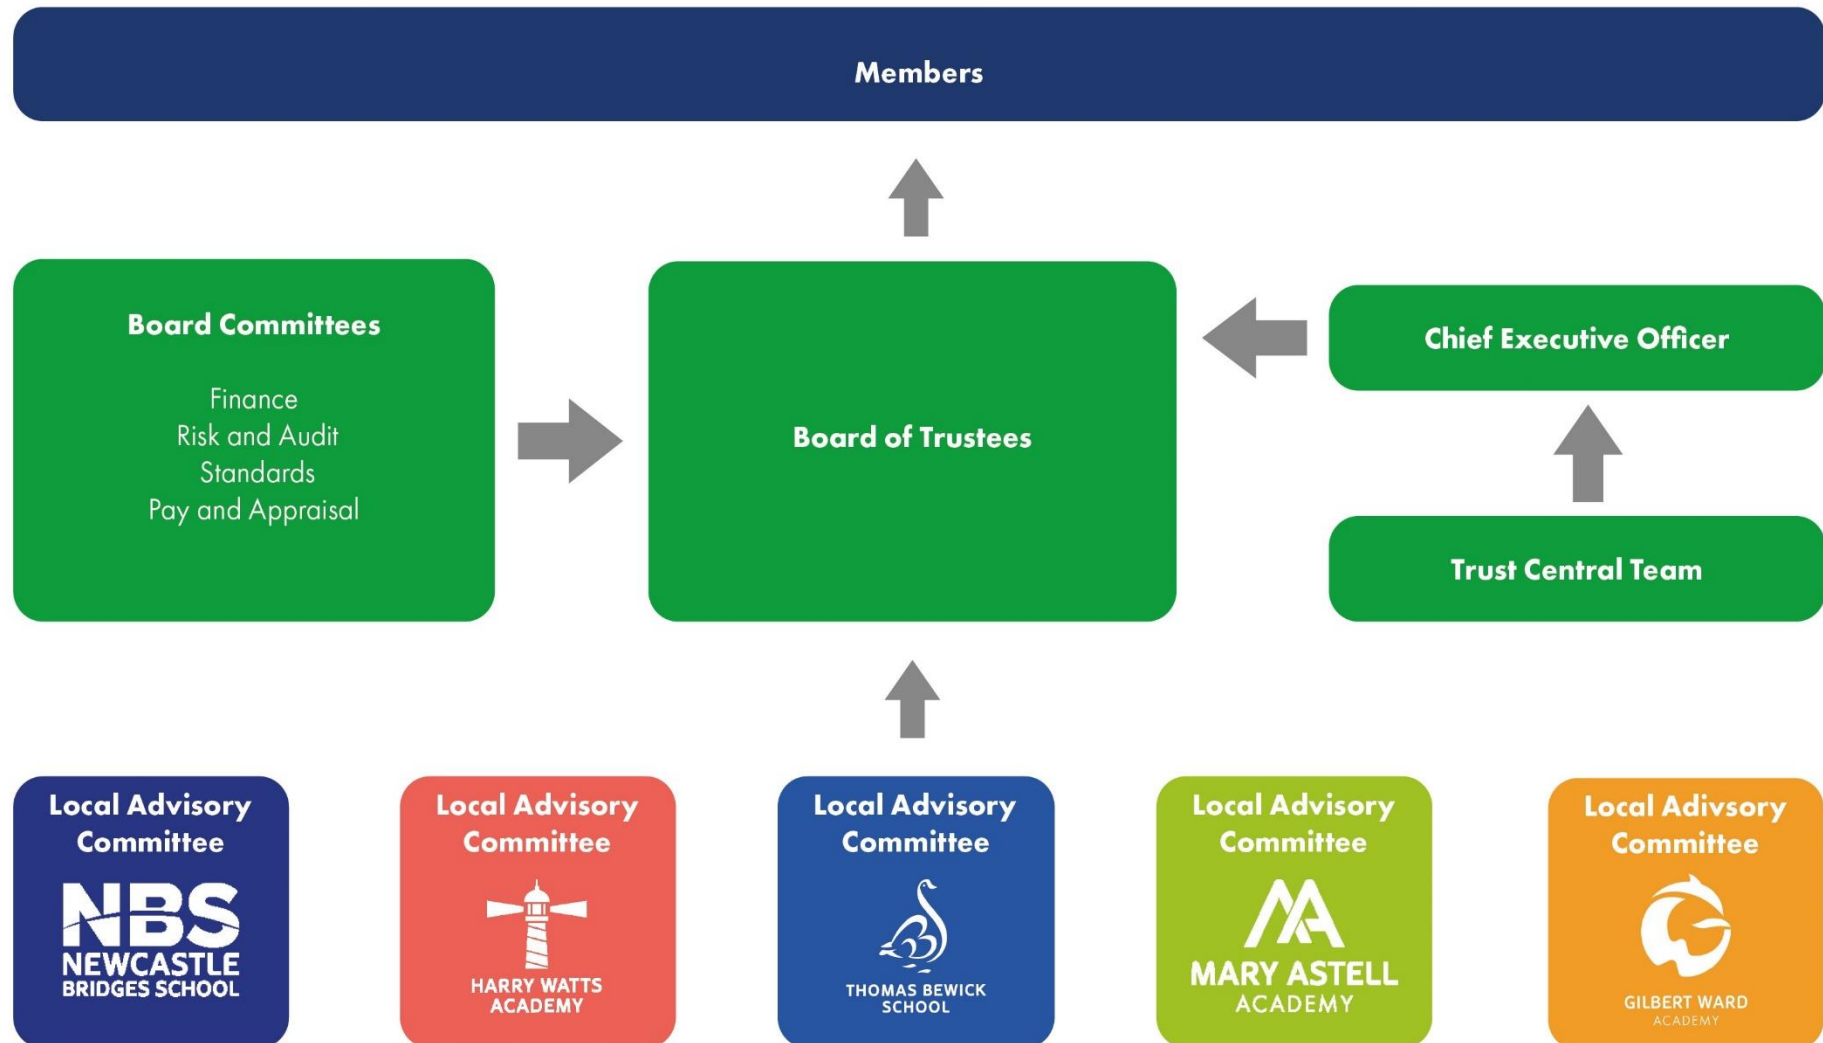 Members
Board Committees
Finance
Risk and Audit
Standards
Pay and Appraisal
Board of Trustees
Chief Executive Officer
Trust Central Team
Local Advisory
Committee
NBS
NEWCASTLE
BRIDGES SCHOOL
Local Advisory
Committee
HARRY WATTS
ACADEMY
Local Advisory
Committee
THOMAS BEWICK
SCHOOL
Local Advisory
Committee
MA
MARY ASTELL
ACADEMY
Local Adivsory
Committee
GILBERT WARD
ACADEMY